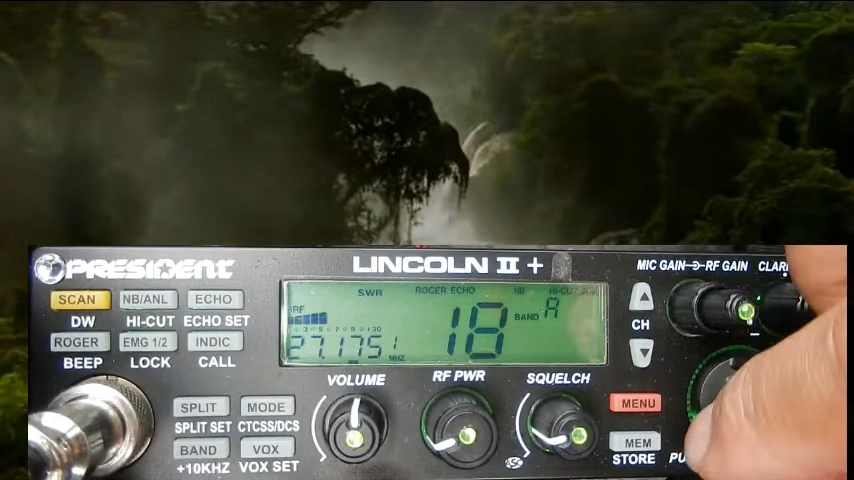 PRESIDENT
LINCOLN II +
MIC GAIN RF GAIN
SCAN NB/ANL ECHO
DW HI-CUT ECHO SET
ROGER EMG 1/2 INDIC
BEEP LOCK CALL
SWR ROGER ECHO NB HI-CUT
RF
BAND A
18
27.1751 MHZ
CH
VOLUME RF PWR SQUELCH
SPLIT MODE
SPLIT SET CTCSS/DCS
BAND VOX
+10KHZ VOX SET
MENU
MEM
STORE